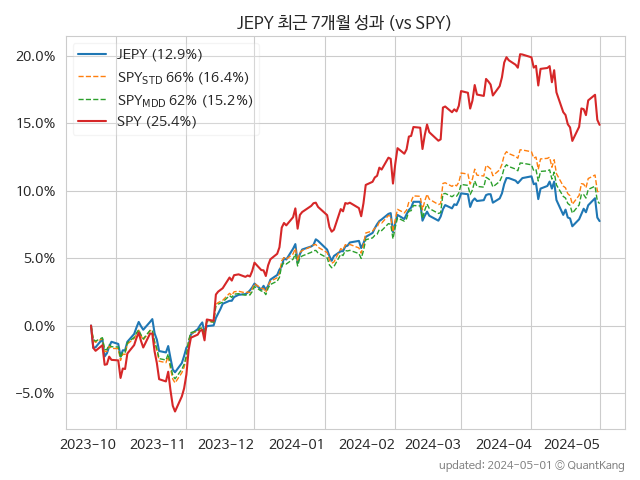 JEPY 최근 7개월 성과 (vs SPY)
JEPY (12.9%)
SPY_STD 66% (16.4%)
SPY_MDD 62% (15.2%)
SPY (25.4%)
20.0%
15.0%
10.0%
5.0%
0.0%
−5.0%
2023-10 2023-11 2023-12 2024-01 2024-02 2024-03 2024-04 2024-05
updated: 2024-05-01 © QuantKang